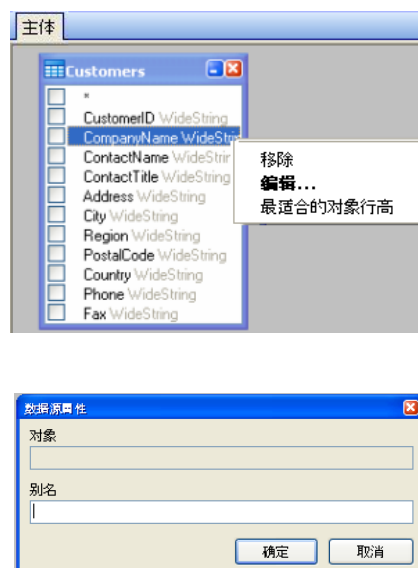 主体
Customers
*
CustomerID WideString
CompanyName WideStrin
ContactName WideStrir
ContactTitle WideString
Address WideString
City WideString
Region WideString
PostalCode WideString
Country WideString
Phone WideString
Fax WideString
移除
编辑...
最适合的对象行高
数据源属性
对象
别名
确定
取消